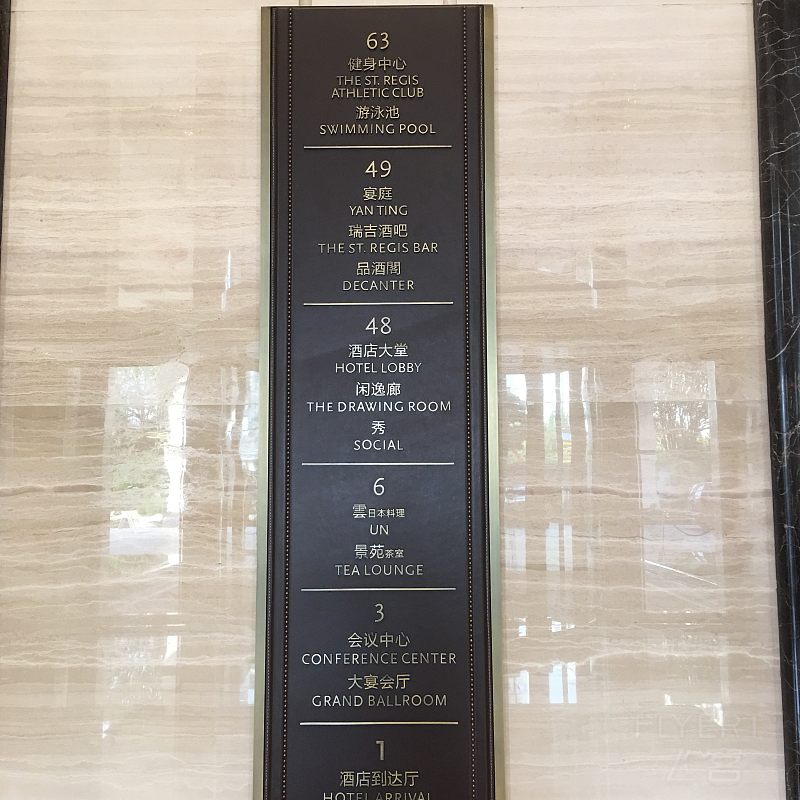 63
健身中心
THE ST. REGIS
ATHLETIC CLUB
游泳池
SWIMMING POOL
49
宴庭
YAN TING
瑞吉酒吧
THE ST. REGIS BAR
品酒閣
DECANTER
48
酒店大堂
HOTEL LOBBY
闲逸廊
THE DRAWING ROOM
秀
SOCIAL
6
雲日本料理
UN
景苑茶室
TEA LOUNGE
3
会议中心
CONFERENCE CENTER
大宴会厅
GRAND BALLROOM
1
酒店到达厅
HOTEL ARRIVAL